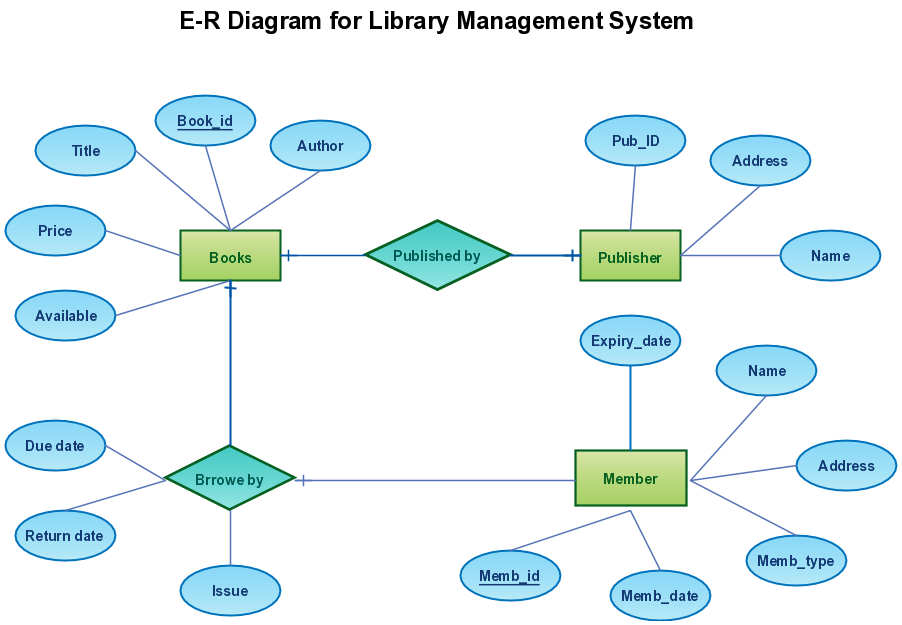 E-R Diagram for Library Management System
Book_id
Title
Author
Pub_ID
Address
Price
Books
Published by
Publisher
Name
Available
Expiry_date
Name
Due date
Brrowe by
Member
Address
Return date
Issue
Memb_id
Memb_date
Memb_type